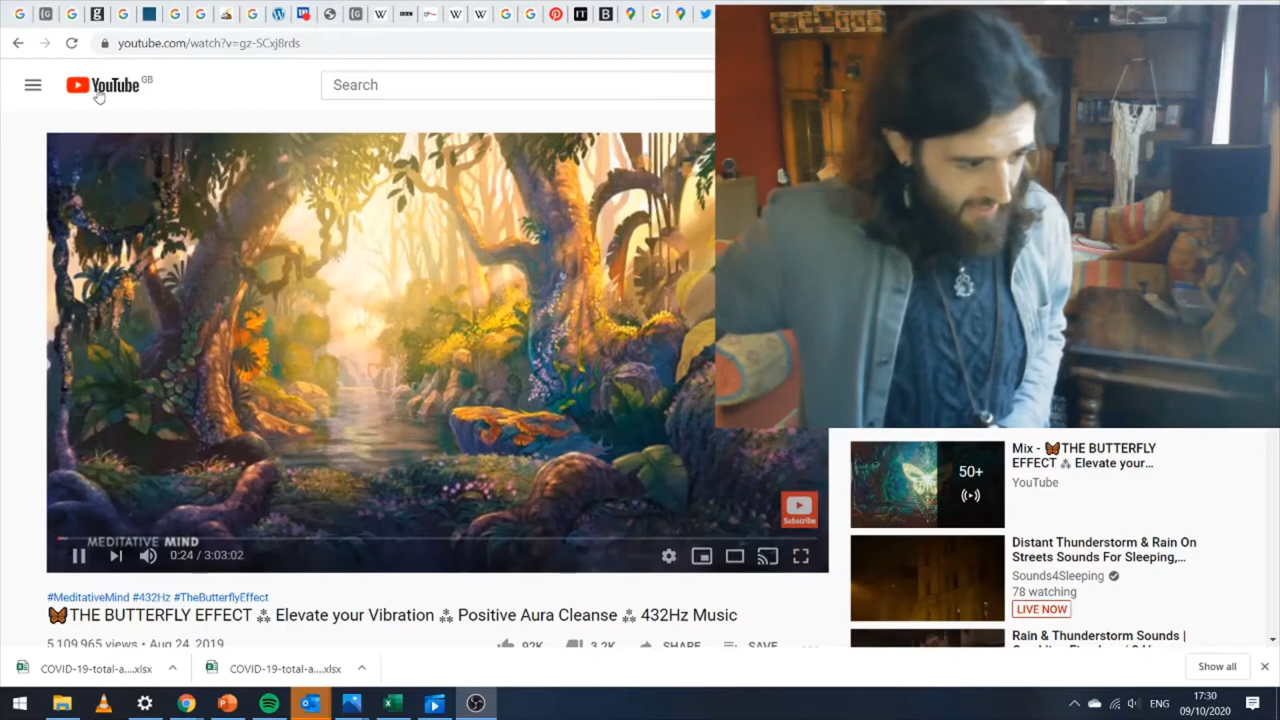 youtube.com/watch?v=gz-SCxj8rds
YouTube GB
Search
Subscribe
MEDITATIVE MIND
0:24 / 3:03:02
#MeditativeMind #432Hz #TheButterflyEffect
🦋THE BUTTERFLY EFFECT ⁂ Elevate your Vibration ⁂ Positive Aura Cleanse ⁂ 432Hz Music
5,109,965 views • Aug 24, 2019
92K
3.2K
SHARE
SAVE
50+
Mix - 🦋THE BUTTERFLY
EFFECT ⁂ Elevate your...
YouTube
Distant Thunderstorm & Rain On
Streets Sounds For Sleeping,...
Sounds4Sleeping
78 watching
LIVE NOW
Rain & Thunderstorm Sounds |
COVID-19-total-a....xlsx
COVID-19-total-a....xlsx
Show all
ENG
17:30
09/10/2020